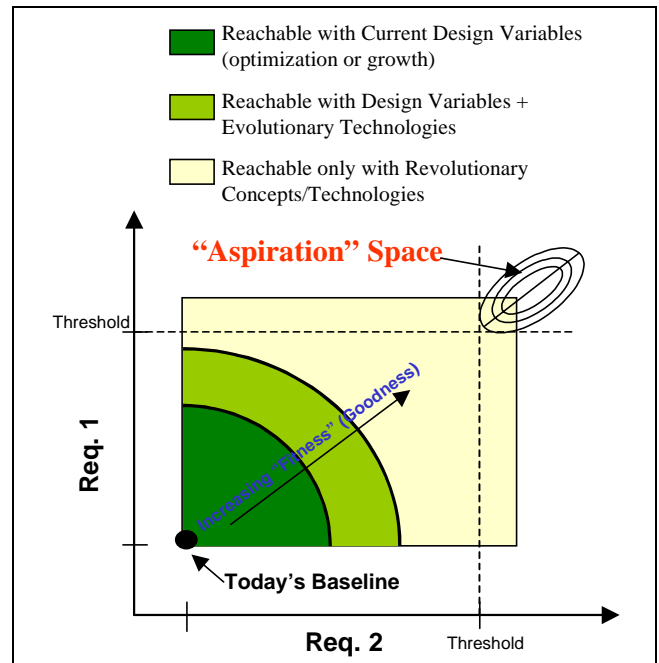 Reachable with Current Design Variables
(optimization or growth)
Reachable with Design Variables +
Evolutionary Technologies
Reachable only with Revolutionary
Concepts/Technologies
“Aspiration” Space
Threshold
Increasing “Fitness” (Goodness)
Req. 1
Today’s Baseline
Req. 2
Threshold